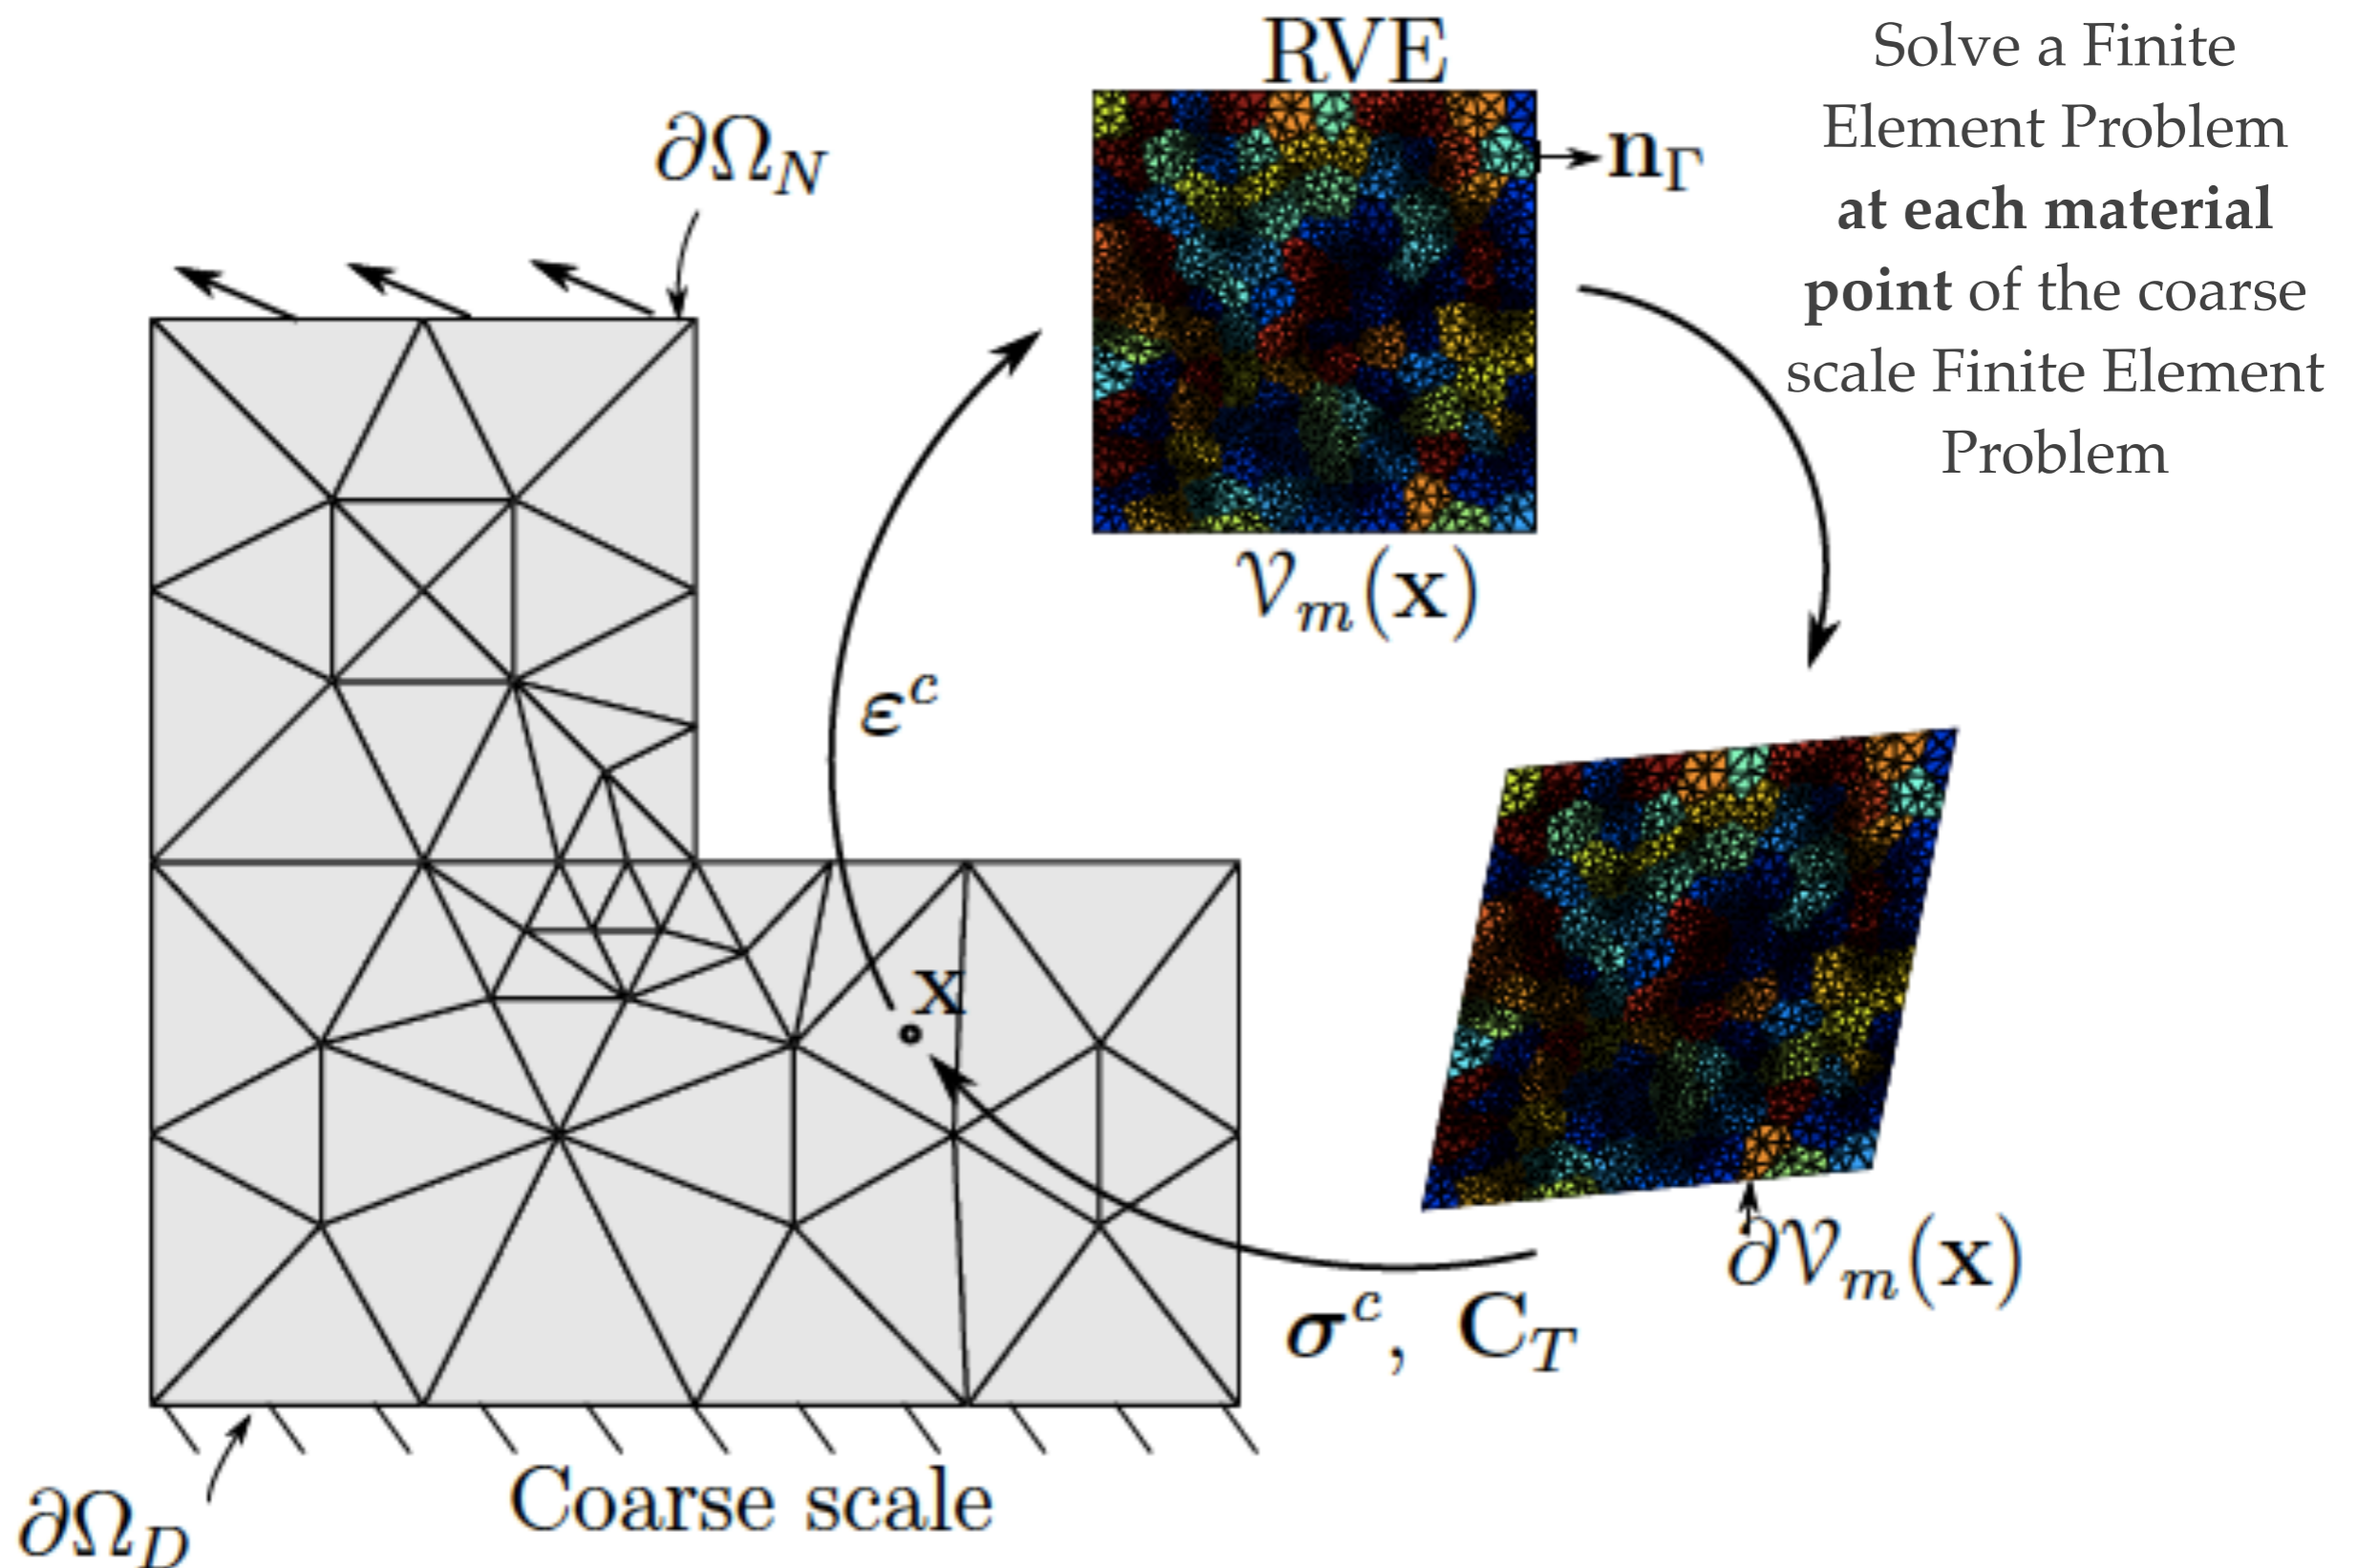 RVE
Solve a Finite
Element Problem
at each material
point of the coarse
scale Finite Element
Problem
∂Ω_N
n_Γ
𝒱_m(x)
ε^c
x
∂𝒱_m(x)
σ^c, C_T
Coarse scale
∂Ω_D